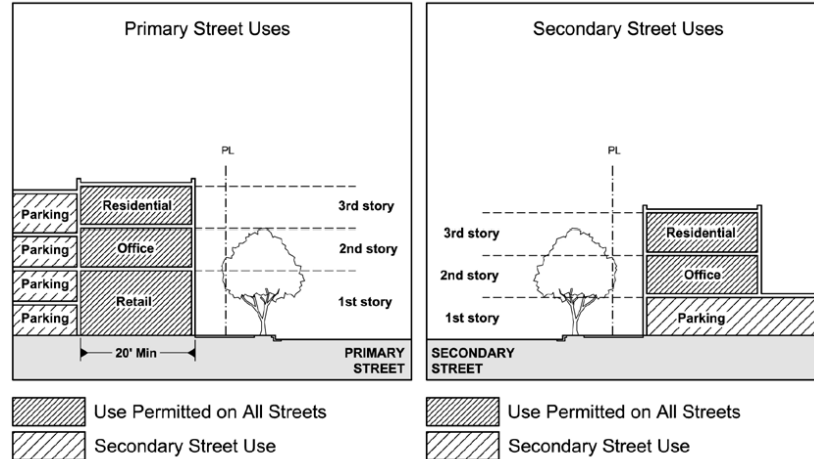 Primary Street Uses
PL
Parking
Residential
3rd story
Parking
Office
2nd story
Parking
Retail
1st story
Parking
20' Min
PRIMARY
STREET
Use Permitted on All Streets
Secondary Street Use
Secondary Street Uses
PL
3rd story
Residential
2nd story
Office
1st story
Parking
SECONDARY
STREET
Use Permitted on All Streets
Secondary Street Use